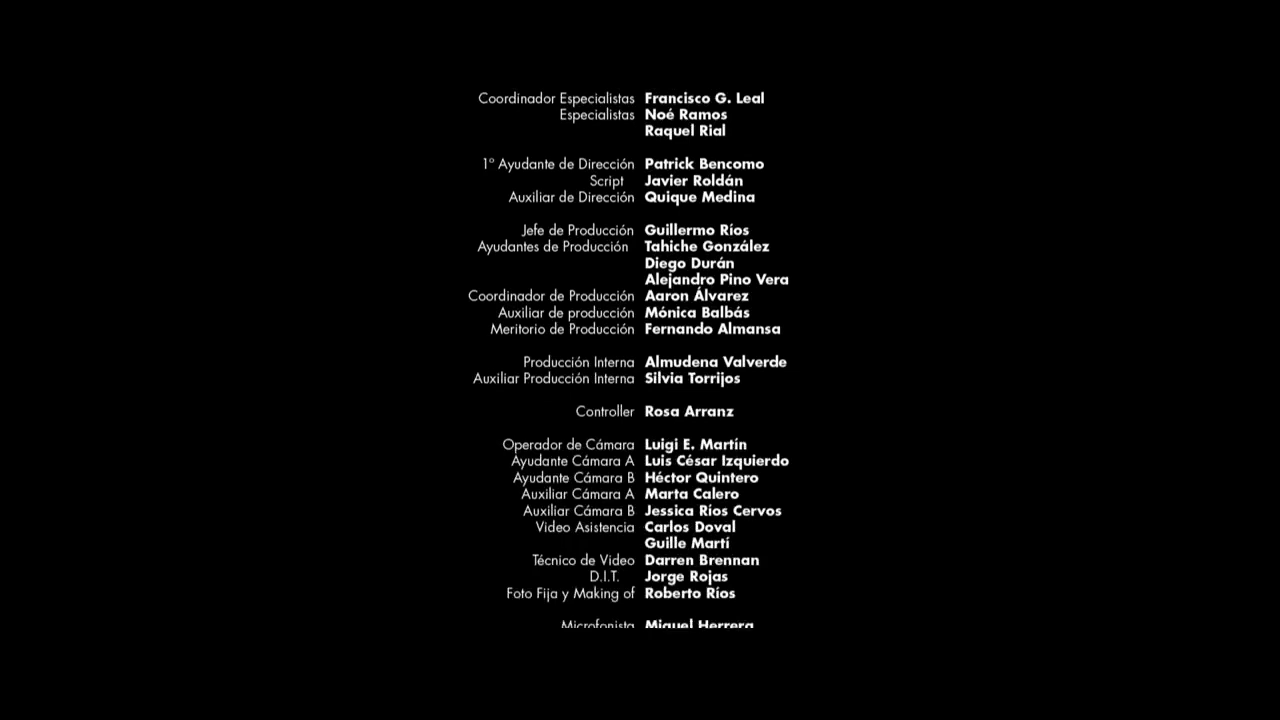 Coordinador Especialistas Francisco G. Leal
Especialistas Noé Ramos
Raquel Rial
1º Ayudante de Dirección Patrick Bencomo
Script Javier Roldán
Auxiliar de Dirección Quique Medina
Jefe de Producción Guillermo Ríos
Ayudantes de Producción Tahiche González
Diego Durán
Alejandro Pino Vera
Coordinador de Producción Aaron Álvarez
Auxiliar de producción Mónica Balbás
Meritorio de Producción Fernando Almansa
Producción Interna Almudena Valverde
Auxiliar Producción Interna Silvia Torrijos
Controller Rosa Arranz
Operador de Cámara Luigi E. Martín
Ayudante Cámara A Luis César Izquierdo
Ayudante Cámara B Héctor Quintero
Auxiliar Cámara A Marta Calero
Auxiliar Cámara B Jessica Ríos Cervos
Video Asistencia Carlos Doval
Guille Martí
Técnico de Video Darren Brennan
D.I.T. Jorge Rojas
Foto Fija y Making of Roberto Ríos
Microfonista Miguel Herrera